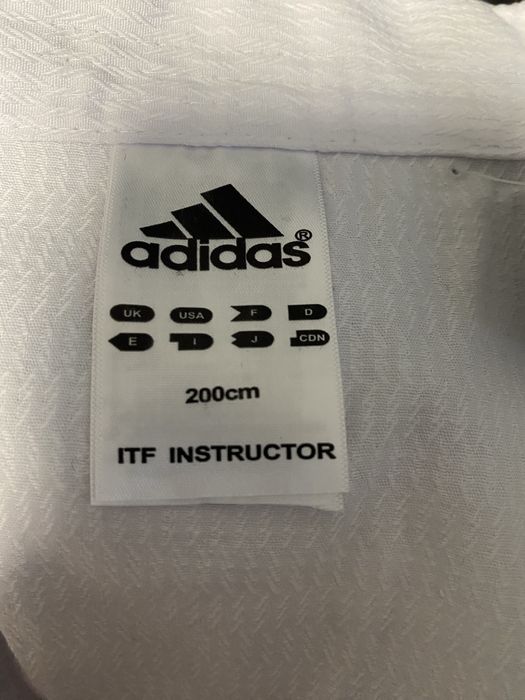 adidas®
UK USA F D
E I J CDN
200cm
ITF INSTRUCTOR